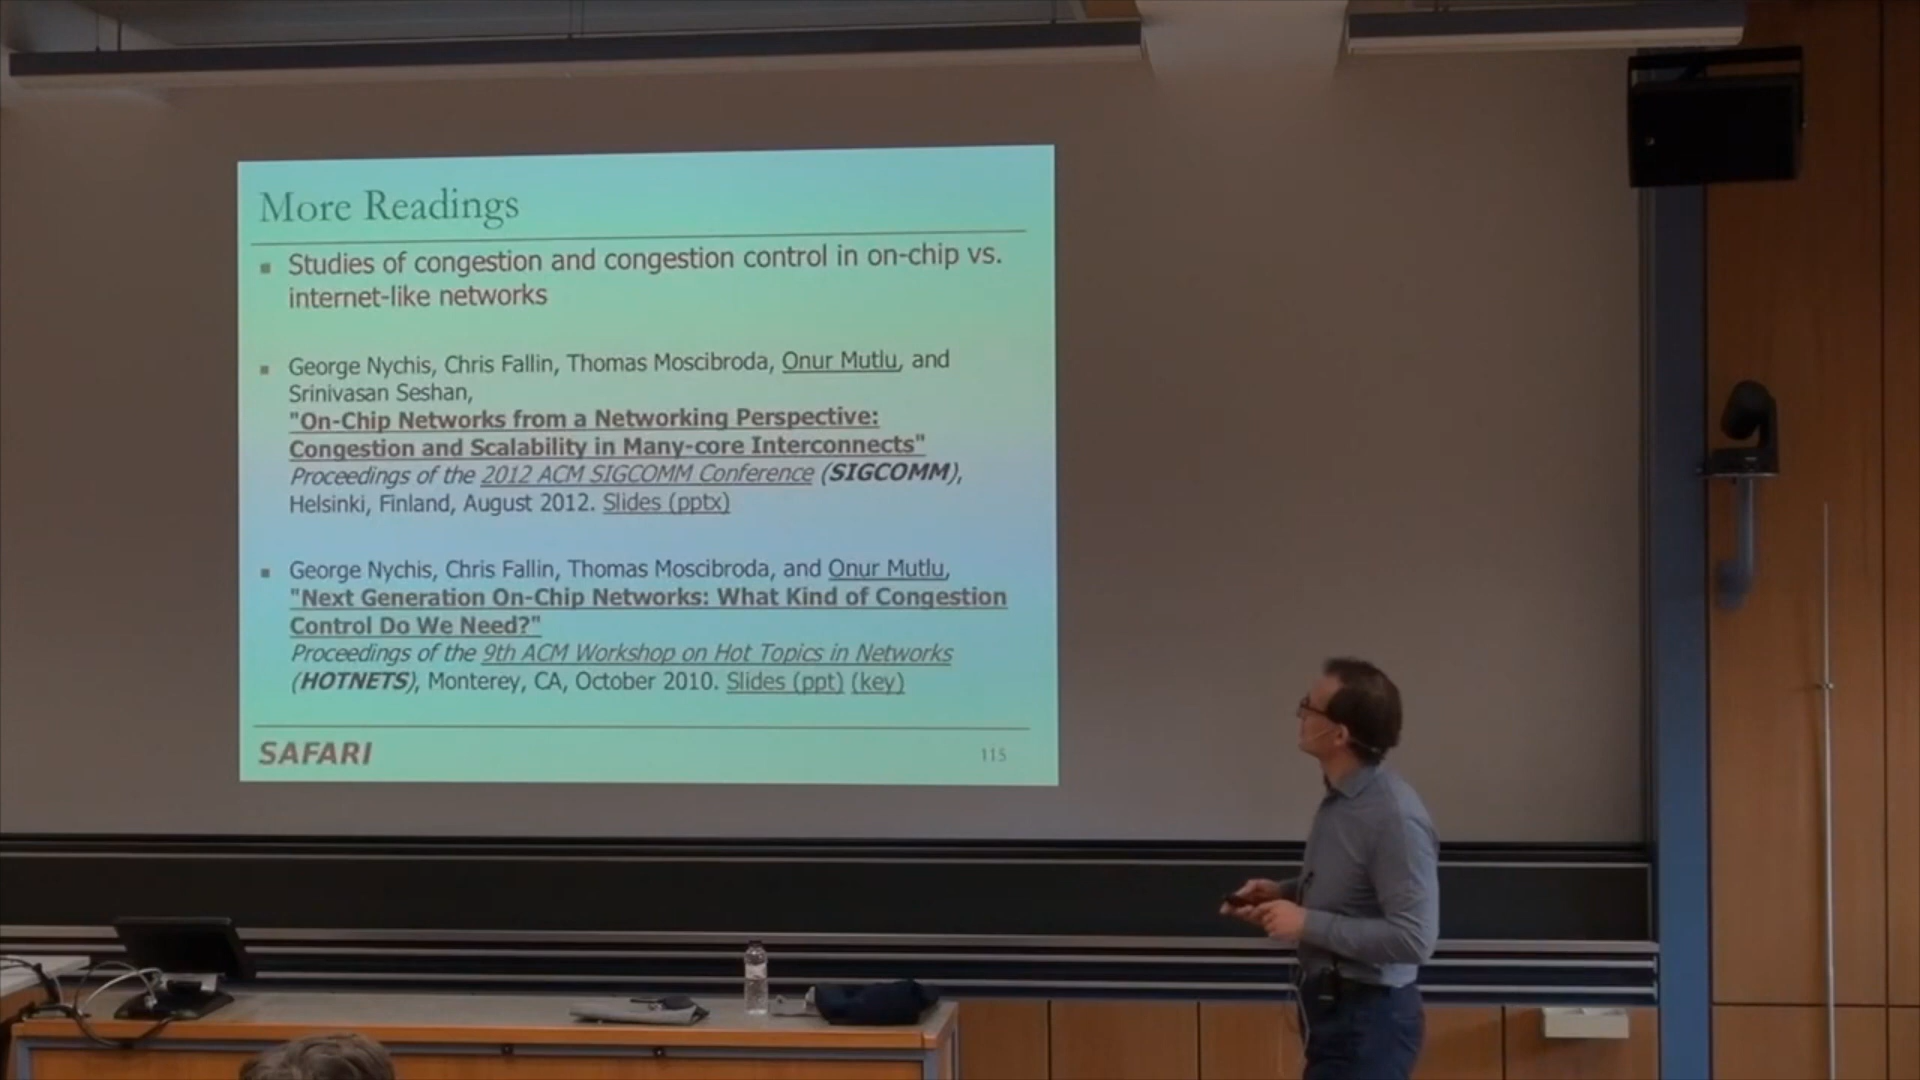 More Readings
Studies of congestion and congestion control in on-chip vs.
internet-like networks
George Nychis, Chris Fallin, Thomas Moscibroda, Onur Mutlu, and
Srinivasan Seshan,
"On-Chip Networks from a Networking Perspective:
Congestion and Scalability in Many-core Interconnects"
Proceedings of the 2012 ACM SIGCOMM Conference (SIGCOMM),
Helsinki, Finland, August 2012. Slides (pptx)
George Nychis, Chris Fallin, Thomas Moscibroda, and Onur Mutlu,
"Next Generation On-Chip Networks: What Kind of Congestion
Control Do We Need?"
Proceedings of the 9th ACM Workshop on Hot Topics in Networks
(HOTNETS), Monterey, CA, October 2010. Slides (ppt) (key)
SAFARI
115